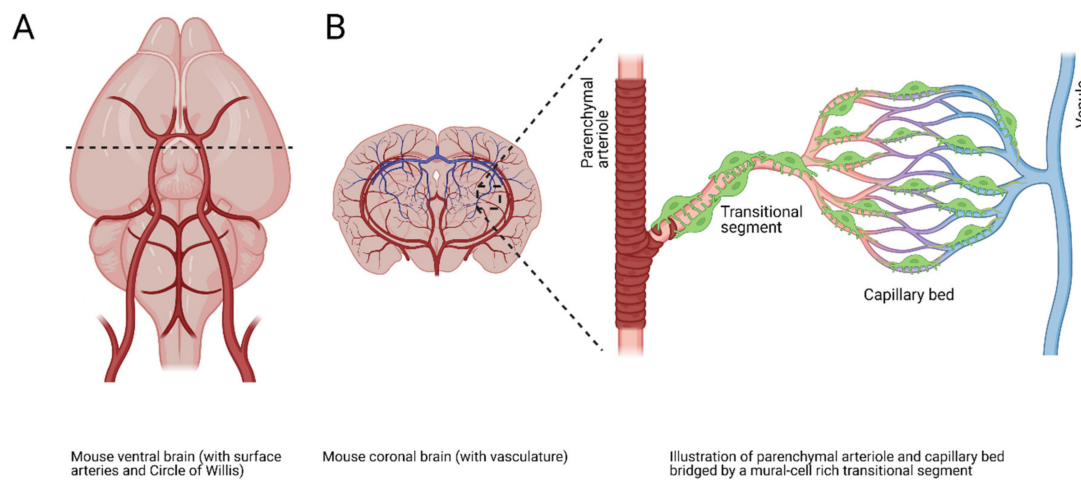 A
B
Parenchymal
arteriole
Transitional
segment
Capillary bed
Mouse ventral brain (with surface
arteries and Circle of Willis)
Mouse coronal brain (with vasculature)
Illustration of parenchymal arteriole and capillary bed
bridged by a mural-cell rich transitional segment